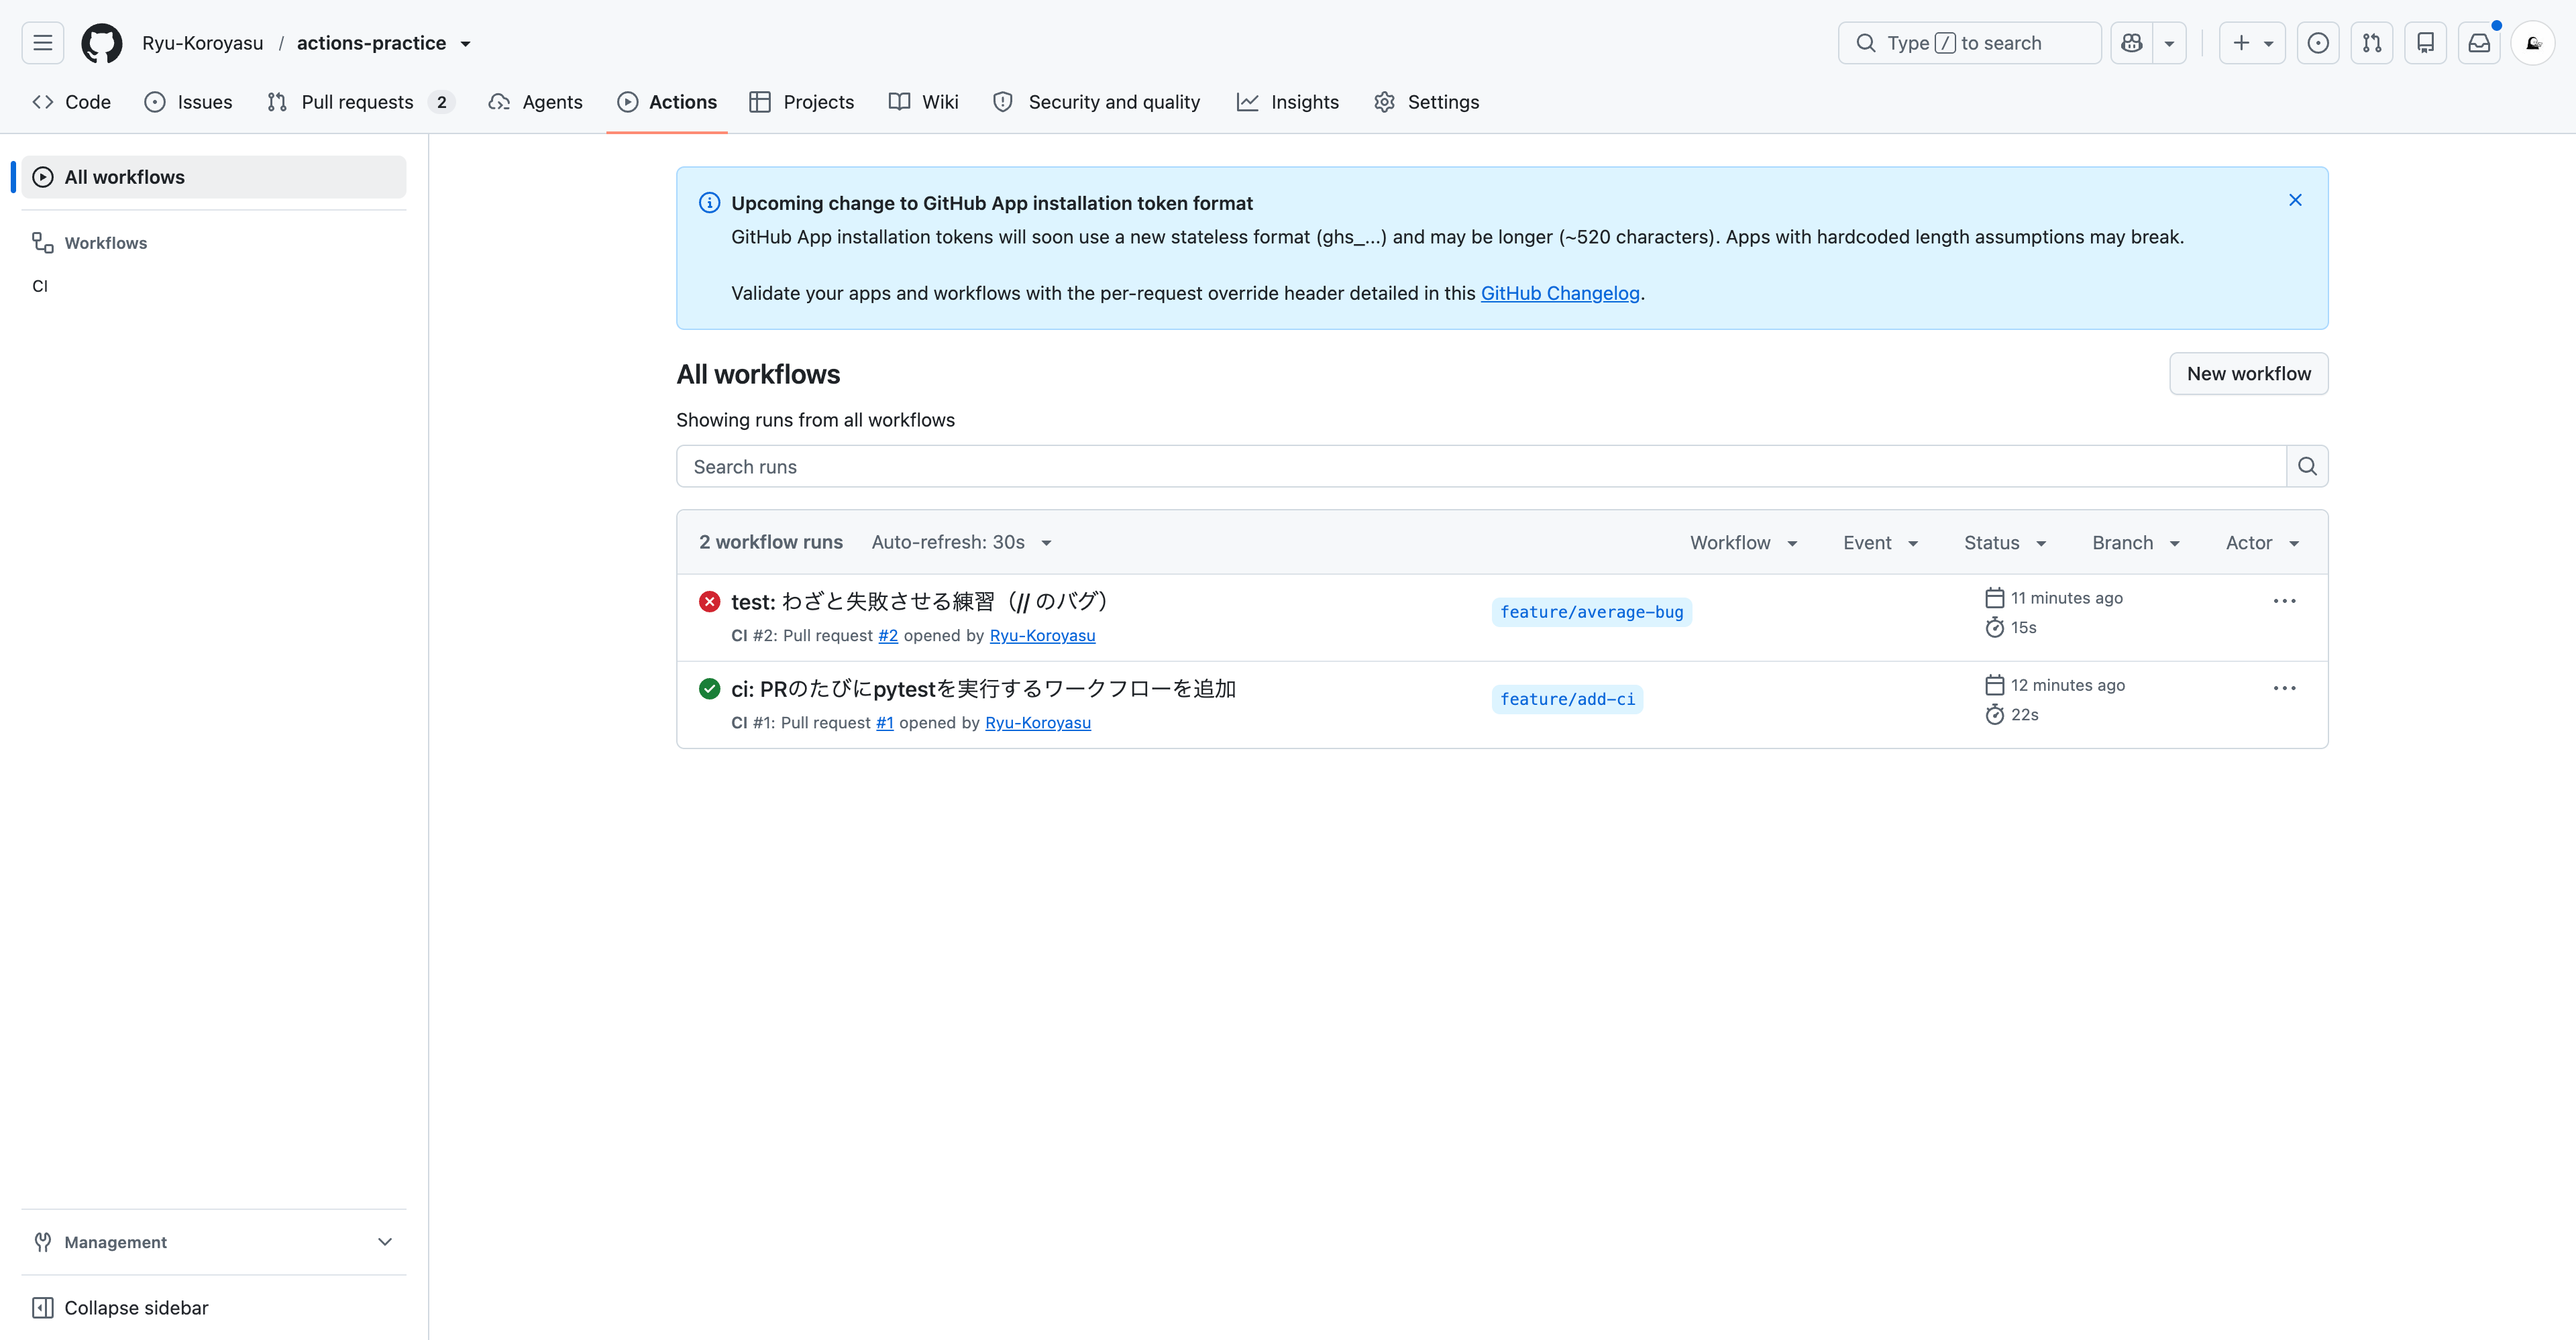 Ryu-Koroyasu / actions-practice
Type / to search
Code Issues Pull requests 2 Agents Actions Projects Wiki Security and quality Insights Settings
All workflows
Workflows
CI
Management
Collapse sidebar
Upcoming change to GitHub App installation token format
GitHub App installation tokens will soon use a new stateless format (ghs_...) and may be longer (~520 characters). Apps with hardcoded length assumptions may break.
Validate your apps and workflows with the per-request override header detailed in this GitHub Changelog.
All workflows
New workflow
Showing runs from all workflows
Search runs
2 workflow runs Auto-refresh: 30s Workflow Event Status Branch Actor
test: わざと失敗させる練習（// のバグ）
CI #2: Pull request #2 opened by Ryu-Koroyasu
feature/average-bug
11 minutes ago
15s
ci: PRのたびにpytestを実行するワークフローを追加
CI #1: Pull request #1 opened by Ryu-Koroyasu
feature/add-ci
12 minutes ago
22s